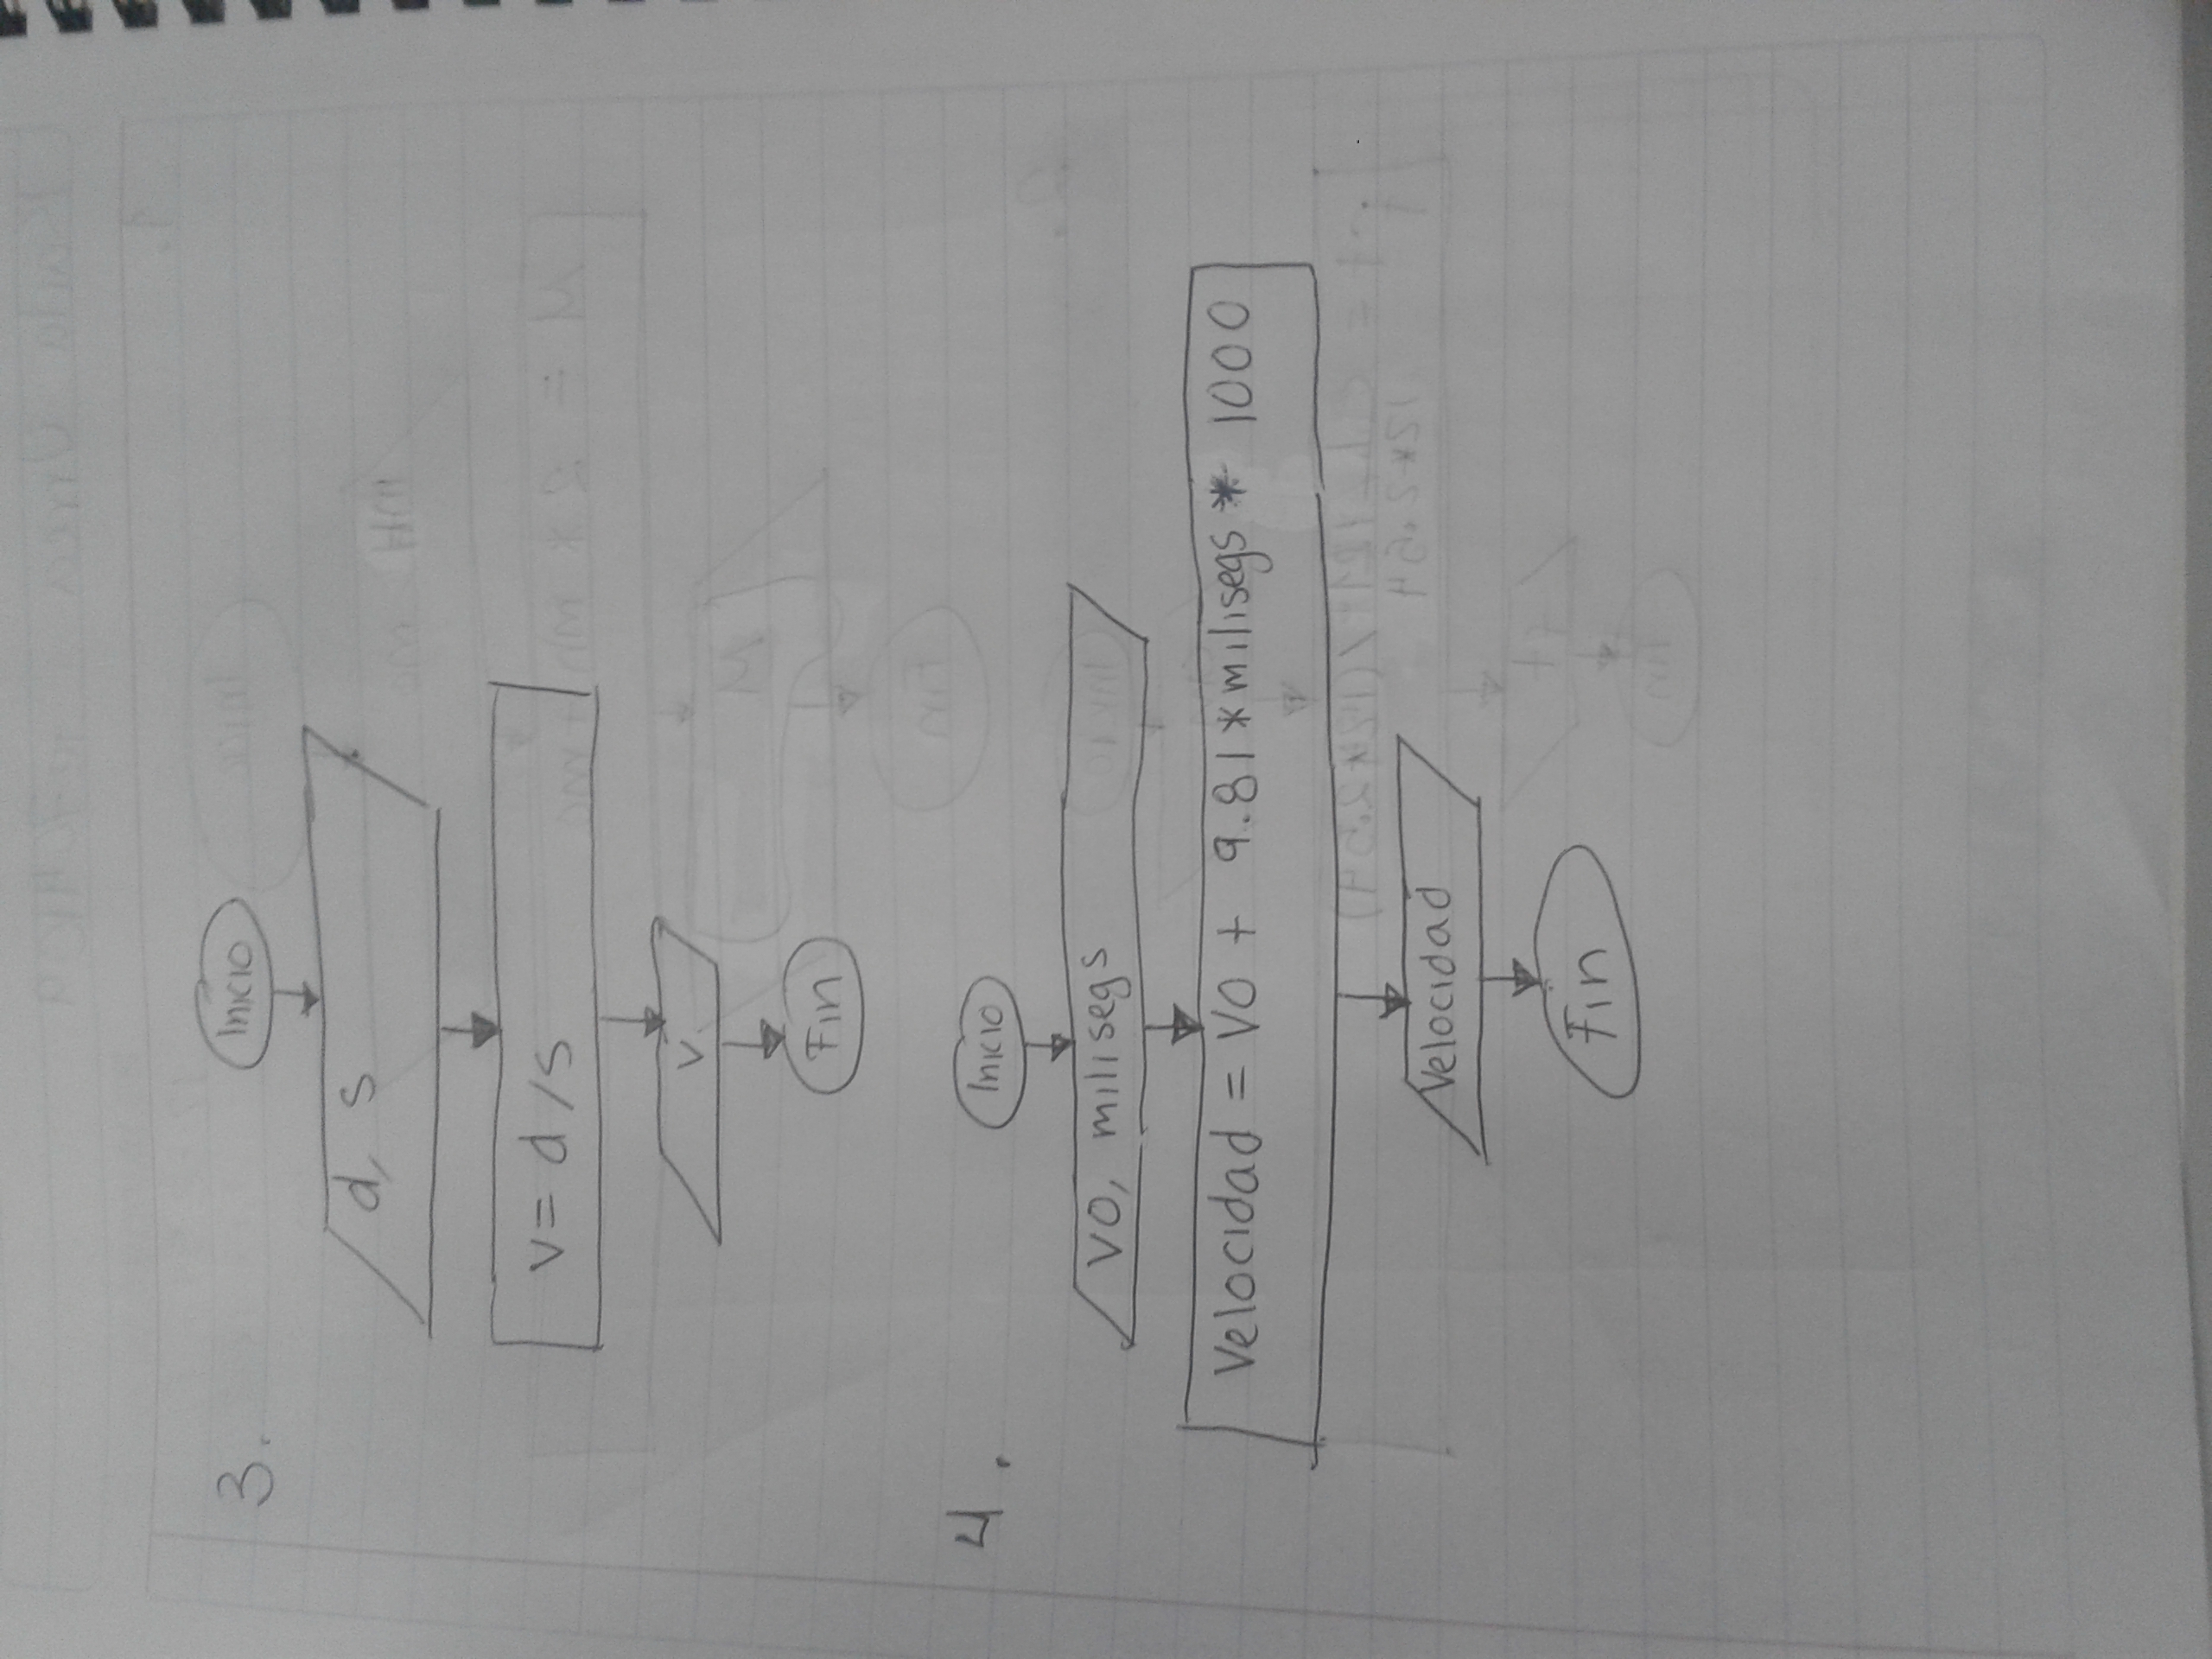 3.
Inicio
d, s
v= d/s
v
Fin
4.
Inicio
VO, milisegs
Velocidad = VO + 9.81*milisegs * 1000
Velocidad
Fin